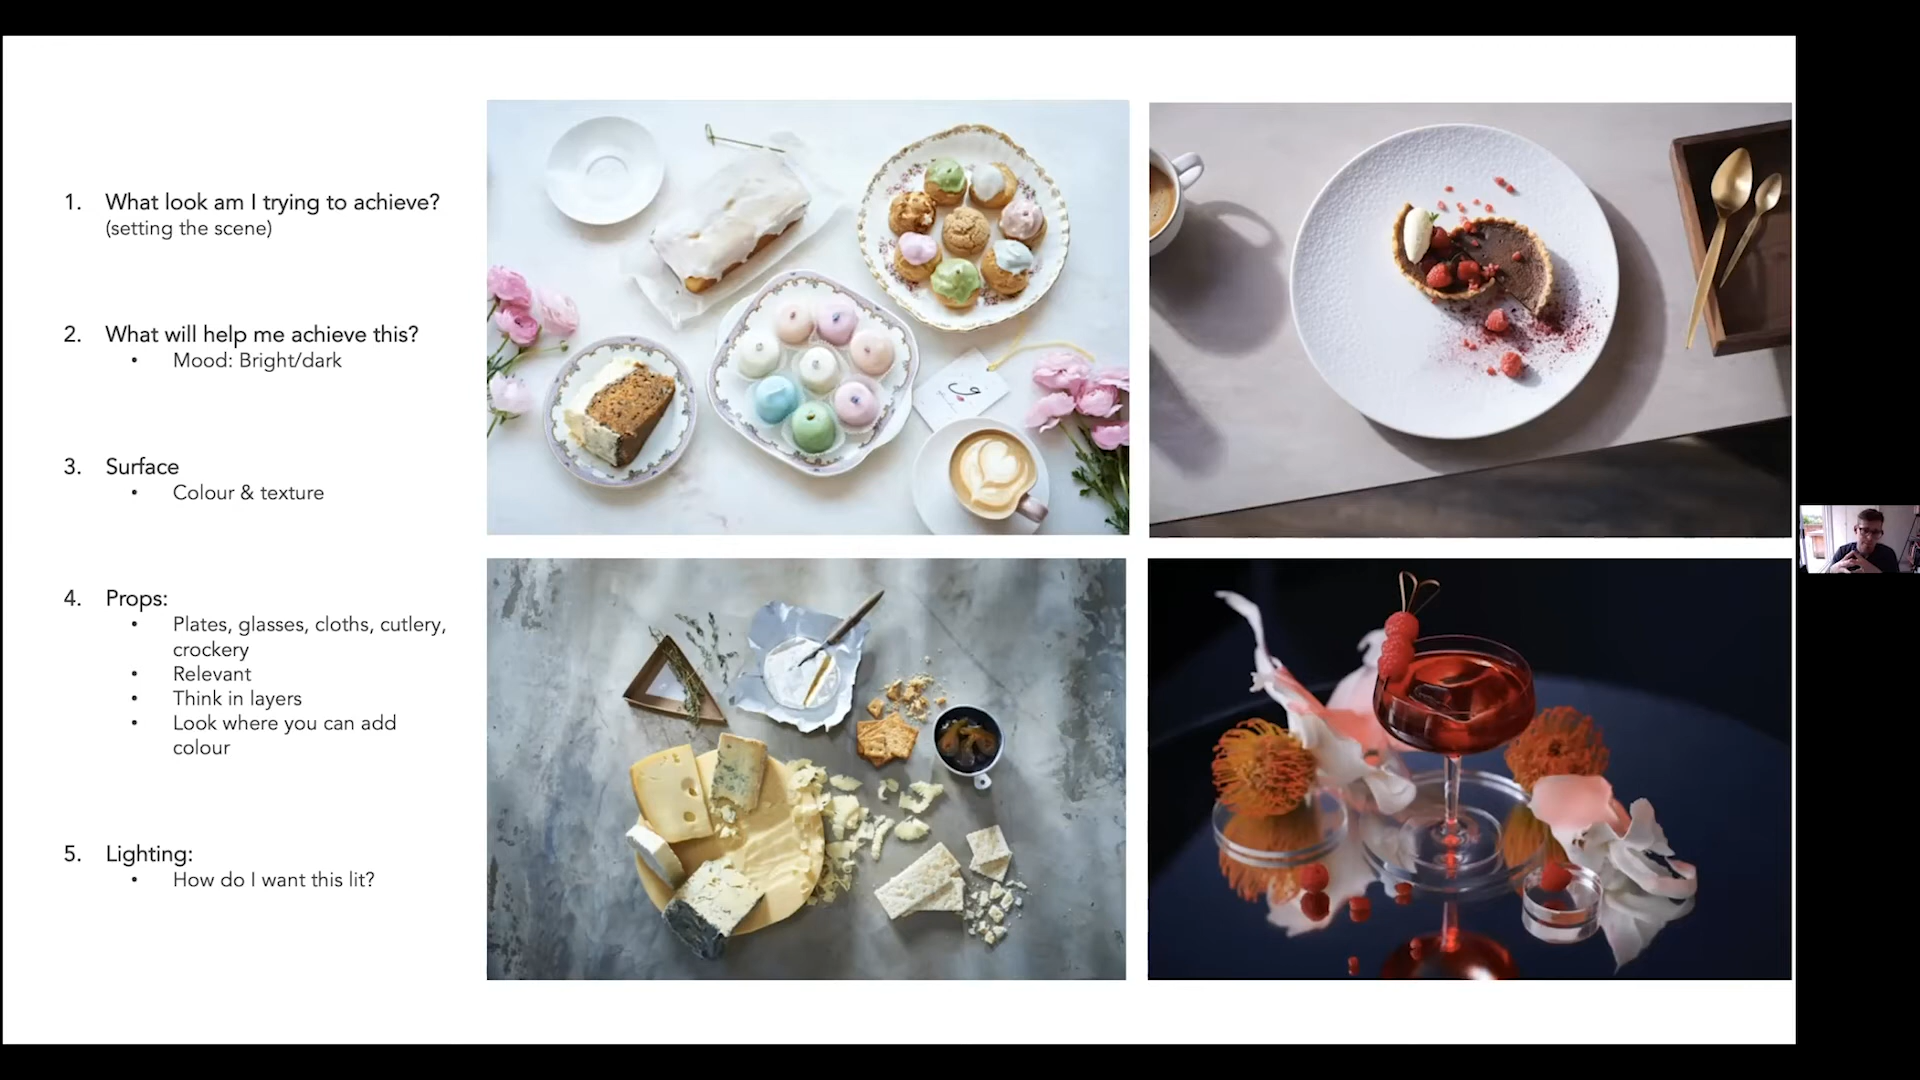 1. What look am I trying to achieve?
(setting the scene)
2. What will help me achieve this?
• Mood: Bright/dark
3. Surface
• Colour & texture
4. Props:
• Plates, glasses, cloths, cutlery,
crockery
• Relevant
• Think in layers
• Look where you can add
colour
5. Lighting:
• How do I want this lit?